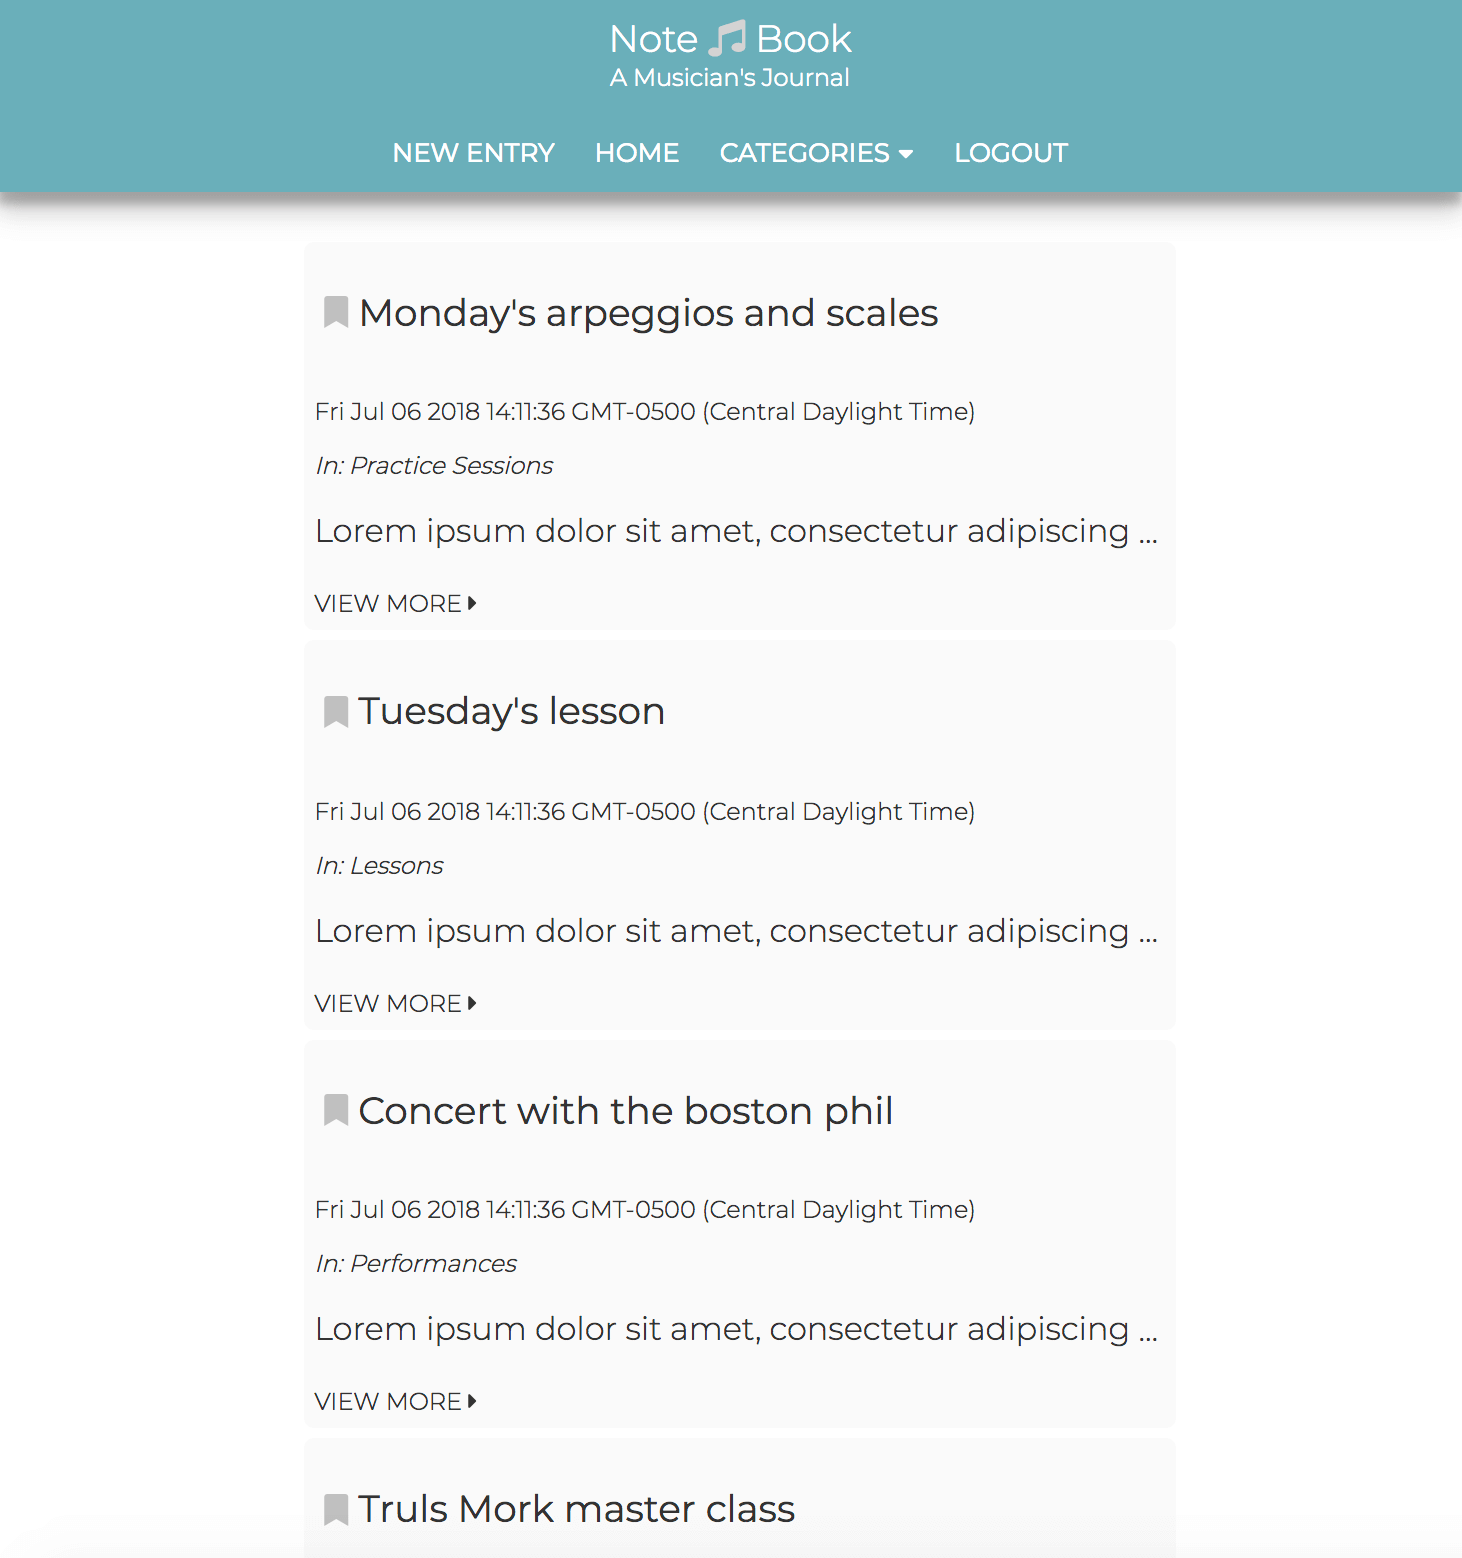 Note Book
A Musician's Journal
NEW ENTRY HOME CATEGORIES LOGOUT
Monday's arpeggios and scales
Fri Jul 06 2018 14:11:36 GMT-0500 (Central Daylight Time)
In: Practice Sessions
Lorem ipsum dolor sit amet, consectetur adipiscing ...
VIEW MORE
Tuesday's lesson
Fri Jul 06 2018 14:11:36 GMT-0500 (Central Daylight Time)
In: Lessons
Lorem ipsum dolor sit amet, consectetur adipiscing ...
VIEW MORE
Concert with the boston phil
Fri Jul 06 2018 14:11:36 GMT-0500 (Central Daylight Time)
In: Performances
Lorem ipsum dolor sit amet, consectetur adipiscing ...
VIEW MORE
Truls Mork master class